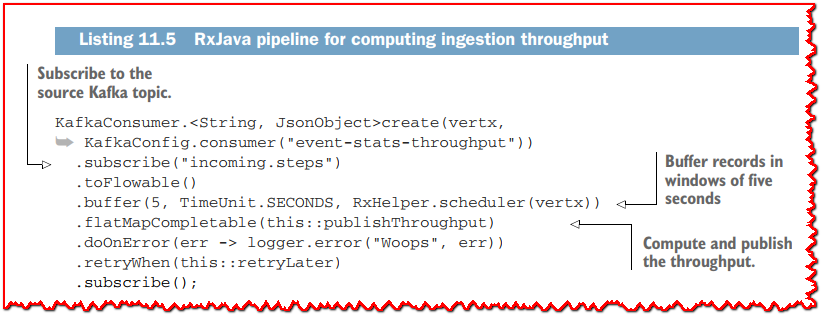 Listing 11.5 RxJava pipeline for computing ingestion throughput
Subscribe to the
source Kafka topic.
KafkaConsumer.<String, JsonObject>create(vertx,
➥ KafkaConfig.consumer("event-stats-throughput"))
.subscribe("incoming.steps")
.toFlowable()
.buffer(5, TimeUnit.SECONDS, RxHelper.scheduler(vertx))
.flatMapCompletable(this::publishThroughput)
.doOnError(err -> logger.error("Woops", err))
.retryWhen(this::retryLater)
.subscribe();
Buffer records in
windows of five
seconds
Compute and publish
the throughput.